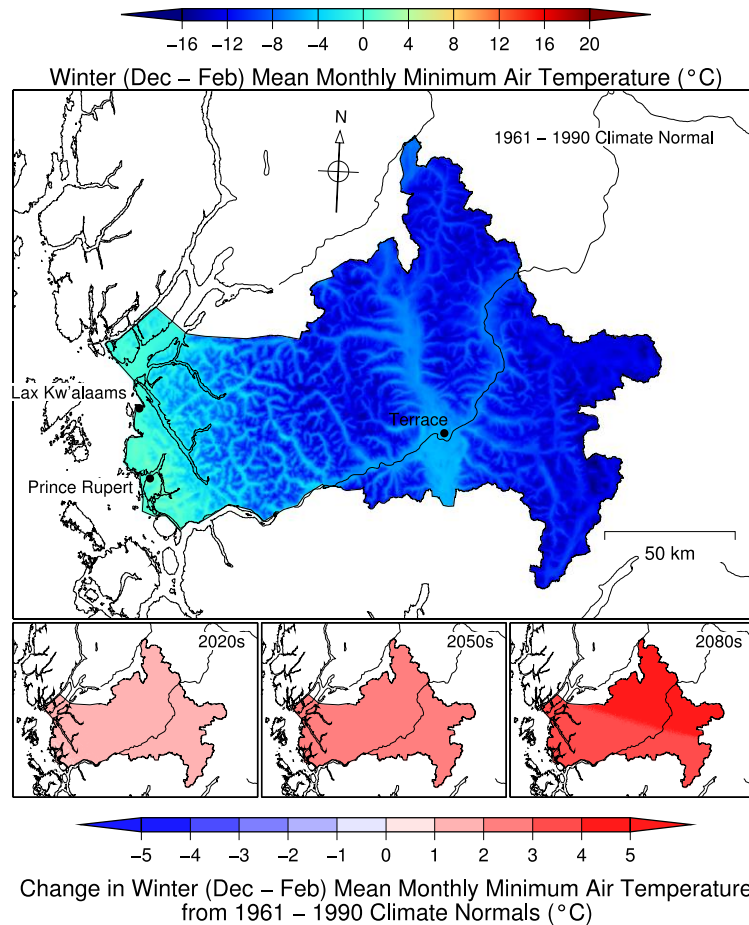 −16 −12 −8 −4 0 4 8 12 16 20
Winter (Dec − Feb) Mean Monthly Minimum Air Temperature (°C)
N
1961 − 1990 Climate Normal
Lax Kw'alaams
Terrace
Prince Rupert
50 km
2020s
2050s
2080s
−5 −4 −3 −2 −1 0 1 2 3 4 5
Change in Winter (Dec − Feb) Mean Monthly Minimum Air Temperature
from 1961 − 1990 Climate Normals (°C)